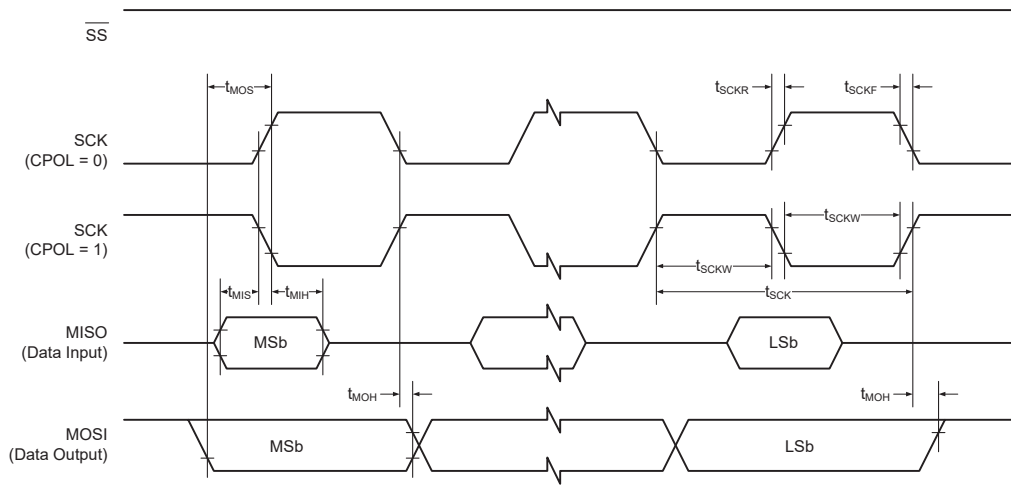 SS
tMOS
tSCKR
tSCKF
SCK
(CPOL = 0)
SCK
(CPOL = 1)
tSCKW
tSCKW
tMIS
tMIH
tSCK
MISO
(Data Input)
MSb
LSb
tMOH
tMOH
MOSI
(Data Output)
MSb
LSb